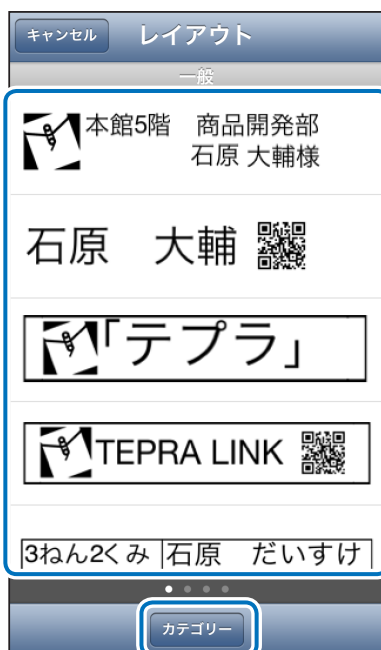 キャンセル レイアウト
一般
本館5階 商品開発部
石原 大輔様
石原 大輔
「テプラ」
TEPRA LINK
3ねん2くみ 石原 だいすけ
カテゴリー